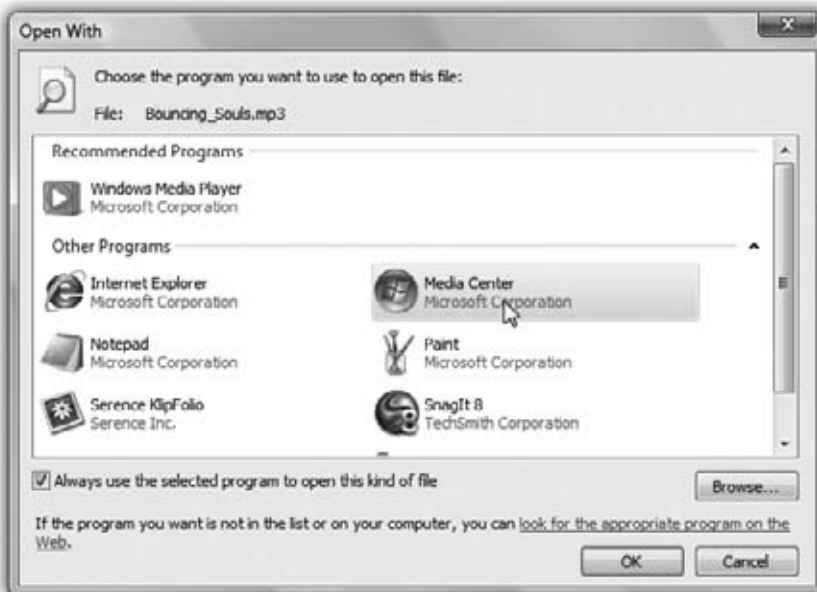 Open With
Choose the program you want to use to open this file:
File: Bouncing_Souls.mp3
Recommended Programs
Windows Media Player
Microsoft Corporation
Other Programs
Internet Explorer
Microsoft Corporation
Media Center
Microsoft Corporation
Notepad
Microsoft Corporation
Paint
Microsoft Corporation
Serence KlipFolio
Serence Inc.
SnagIt 8
TechSmith Corporation
Always use the selected program to open this kind of file
Browse...
If the program you want is not in the list or on your computer, you can look for the appropriate program on the
Web.
OK
Cancel